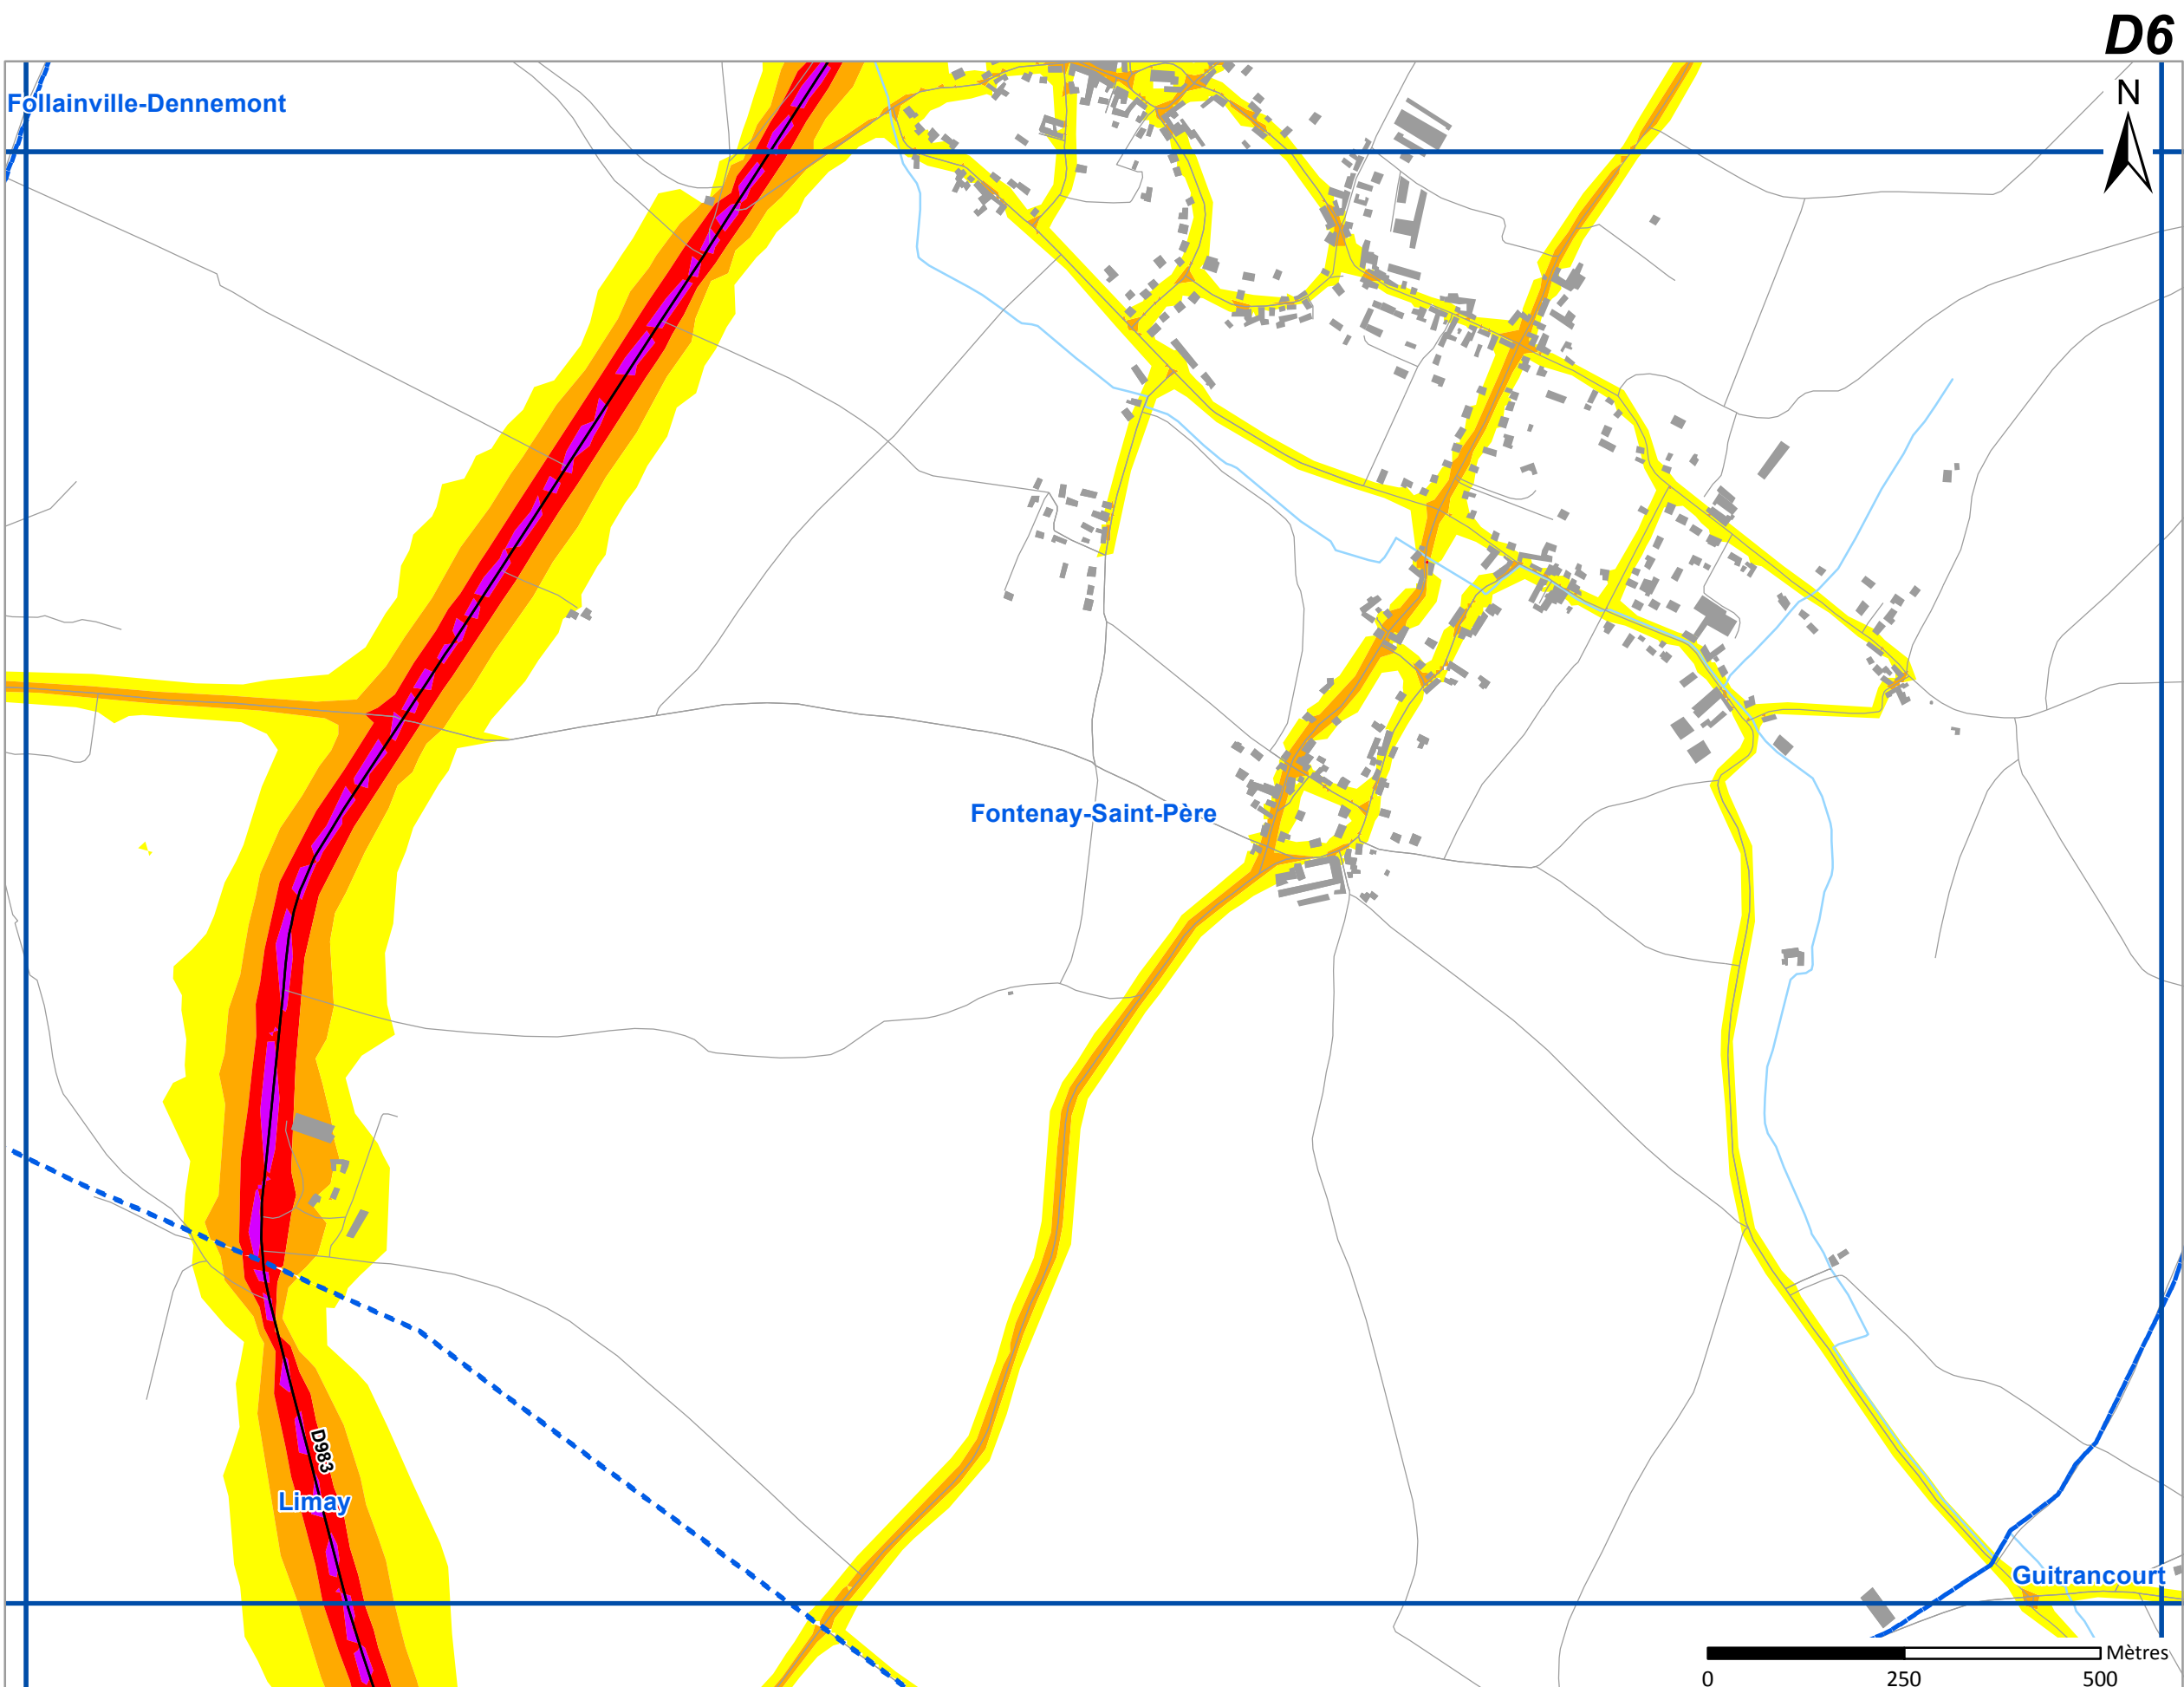 D6
Follainville-Dennemont
N
Fontenay-Saint-Père
D983
Limay
Guitrancourt
Mètres
0 250 500